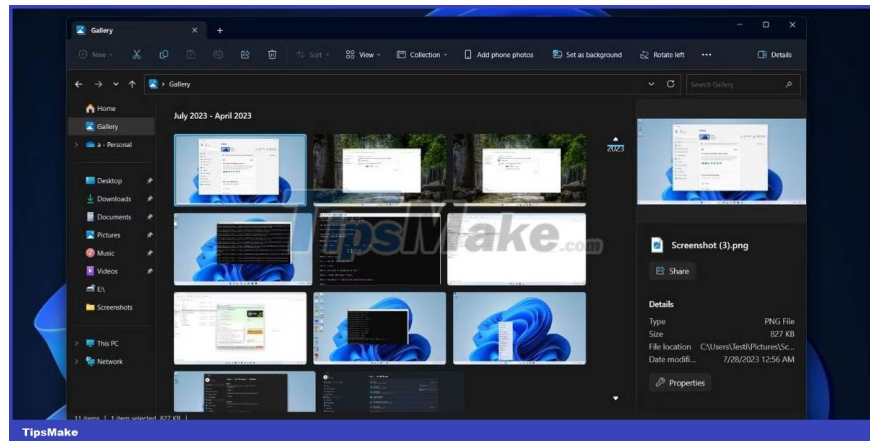 Gallery
New
Sort
View
Collection
Add phone photos
Set as background
Rotate left
Details
Gallery
Search Gallery
Home
Gallery
a - Personal
Desktop
Downloads
Documents
Pictures
Music
Videos
E:\
Screenshots
This PC
Network
July 2023 - April 2023
2023
TipsMake.com
Screenshot (3).png
Share
Details
Type PNG File
Size 827 KB
File location C:\Users\Testi\Pictures\Sc...
Date modifi... 7/28/2023 12:56 AM
Properties
11 items | 1 item selected 827 KB |
TipsMake